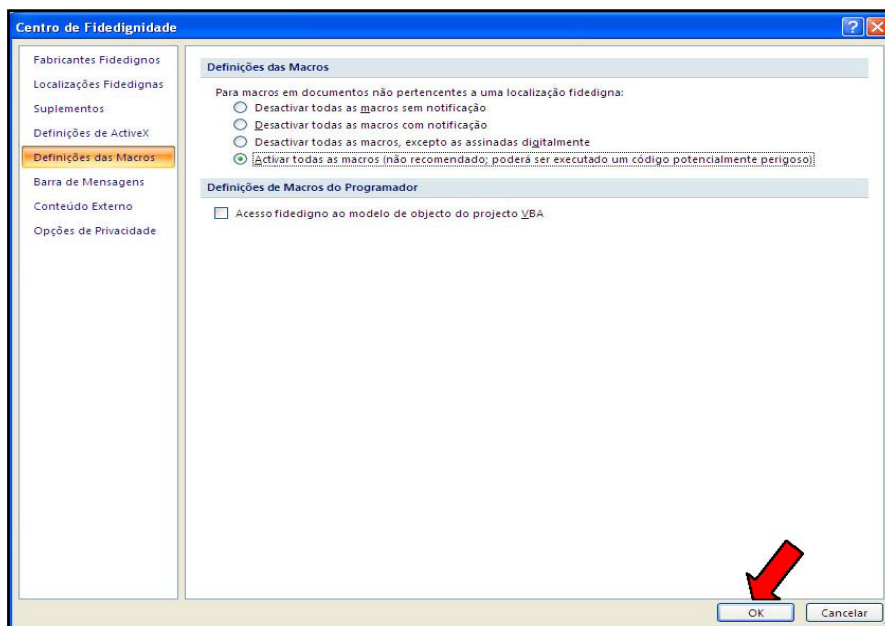 Centro de Fidedignidade
Fabricantes Fidedignos
Localizações Fidedignas
Suplementos
Definições de ActiveX
Definições das Macros
Barra de Mensagens
Conteúdo Externo
Opções de Privacidade
Definições das Macros
Para macros em documentos não pertencentes a uma localização fidedigna:
Desactivar todas as macros sem notificação
Desactivar todas as macros com notificação
Desactivar todas as macros, excepto as assinadas digitalmente
Activar todas as macros (não recomendado; poderá ser executado um código potencialmente perigoso)
Definições de Macros do Programador
Acesso fidedigno ao modelo de objecto do projecto VBA
OK
Cancelar